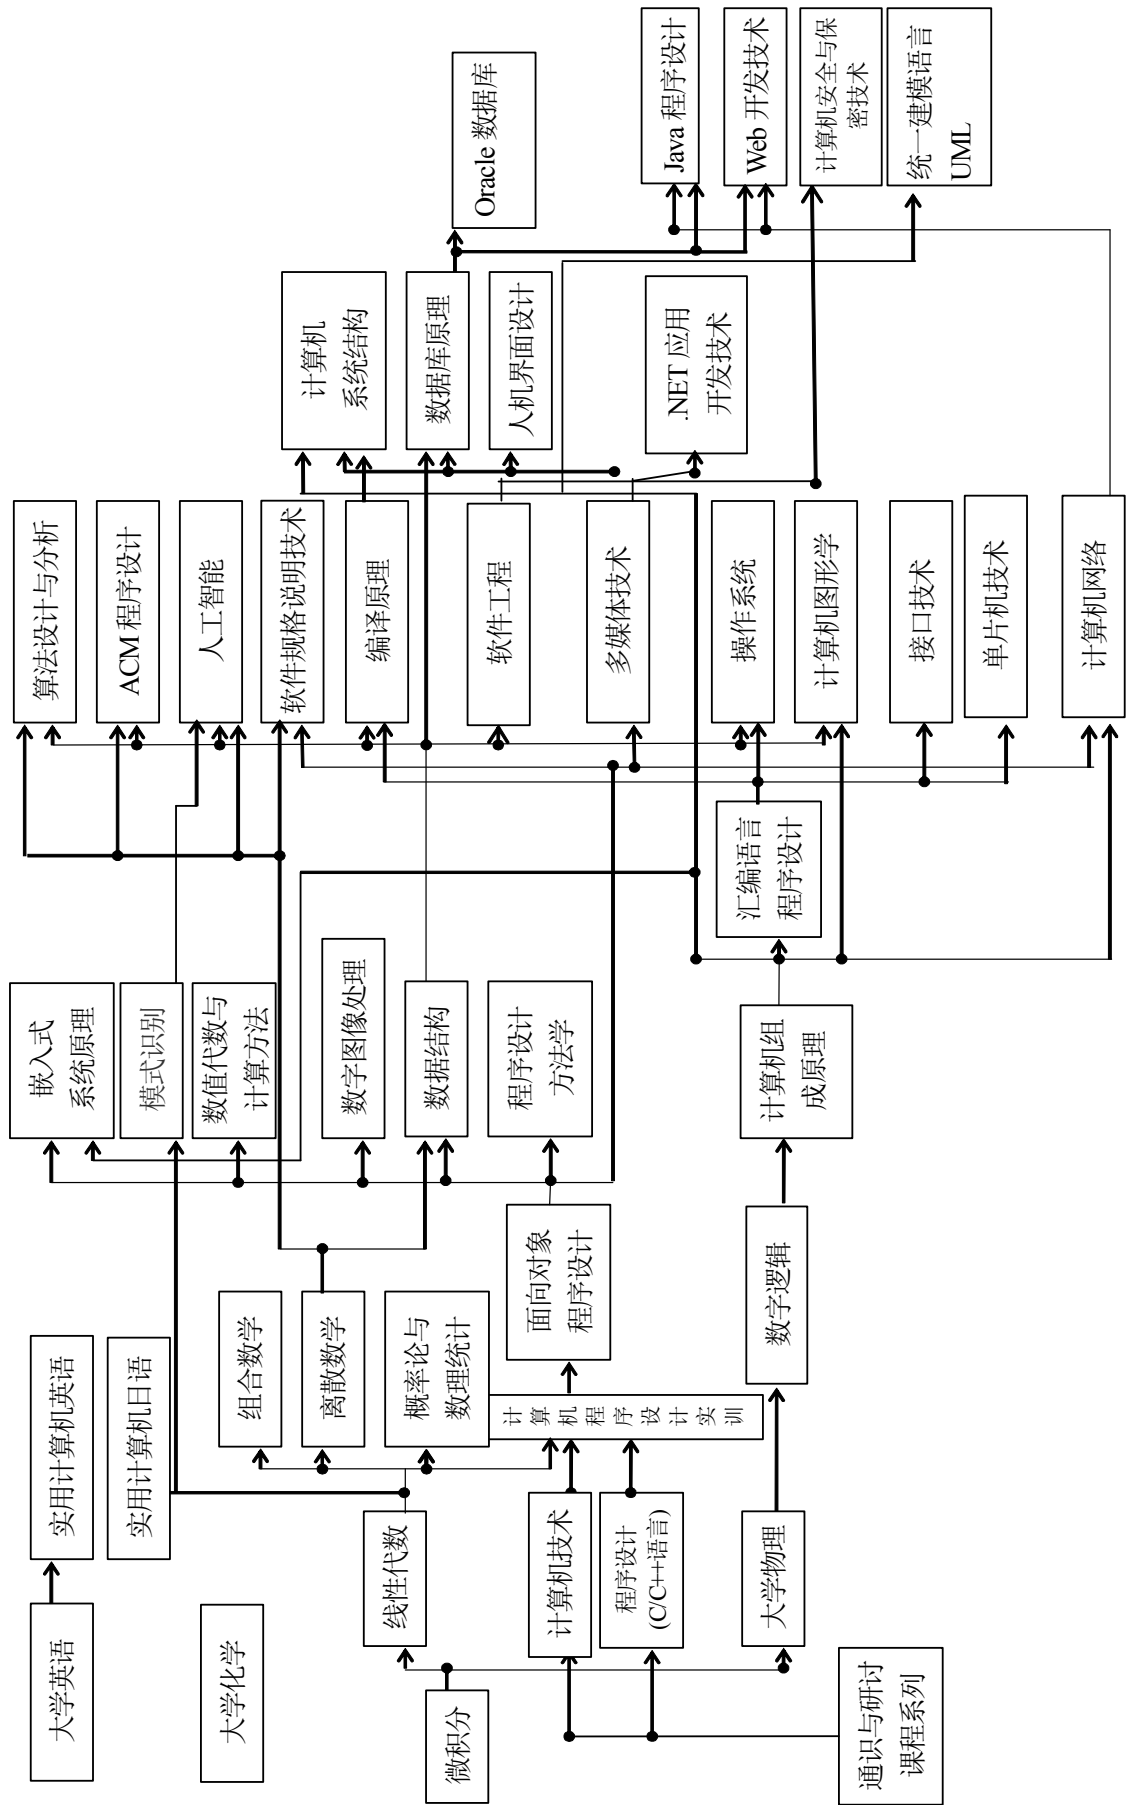 大学英语
大学化学
微积分
通识与研讨
课程系列
实用计算机英语
实用计算机日语
线性代数
计算机技术
程序设计
(C/C++语言)
大学物理
组合数学
离散数学
概率论与
数理统计
计算机程序设计实训
面向对象
程序设计
数字逻辑
嵌入式
系统原理
模式识别
数值代数与
计算方法
数字图像处理
数据结构
程序设计
方法学
计算机组
成原理
汇编语言
程序设计
算法设计与分析
ACM 程序设计
人工智能
软件规格说明技术
编译原理
软件工程
多媒体技术
操作系统
计算机图形学
接口技术
单片机技术
计算机网络
计算机
系统结构
数据库原理
人机界面设计
.NET 应用
开发技术
Oracle 数据库
Java 程序设计
Web 开发技术
计算机安全与保
密技术
统一建模语言
UML